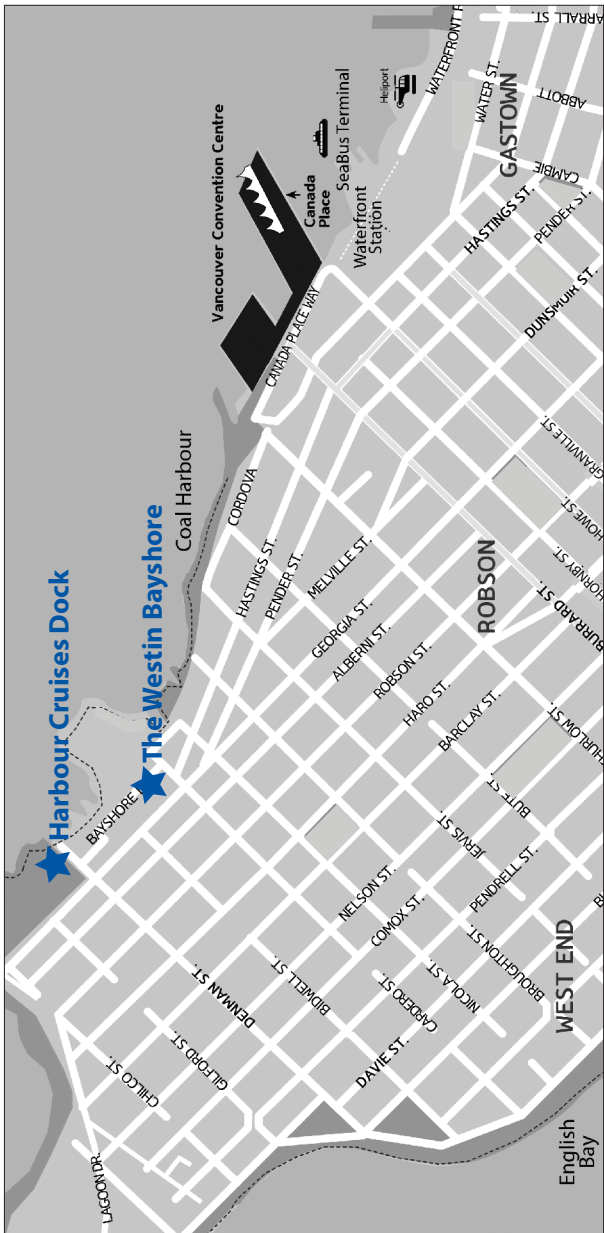 CARRALL ST.
WATERFRONT R
WATER ST.
GASTOWN
ABBOTT
CAMBIE
Heliport
SeaBus Terminal
Waterfront
Station
Canada
Place
Vancouver Convention Centre
CANADA PLACE WAY
HASTINGS ST.
PENDER ST.
DUNSMUIR ST.
GRANVILLE ST.
HOWE ST.
HORNBY ST.
BURRARD ST.
HURLOW ST.
Coal Harbour
CORDOVA
HASTINGS ST.
PENDER ST.
MELVILLE ST.
GEORGIA ST.
ALBERNI ST.
ROBSON ST.
HARO ST.
BARCLAY ST.
ROBSON
The Westin Bayshore
Harbour Cruises Dock
BAYSHORE
BUTE ST.
JERVIS ST.
PENDRELL ST.
NELSON ST.
COMOX ST.
BROUGHTON ST.
NICOLA ST.
CARDERO ST.
BIDWELL ST.
DENMAN ST.
GILFORD ST.
CHILCO ST.
DAVIE ST.
WEST END
LAGOON DR.
English
Bay